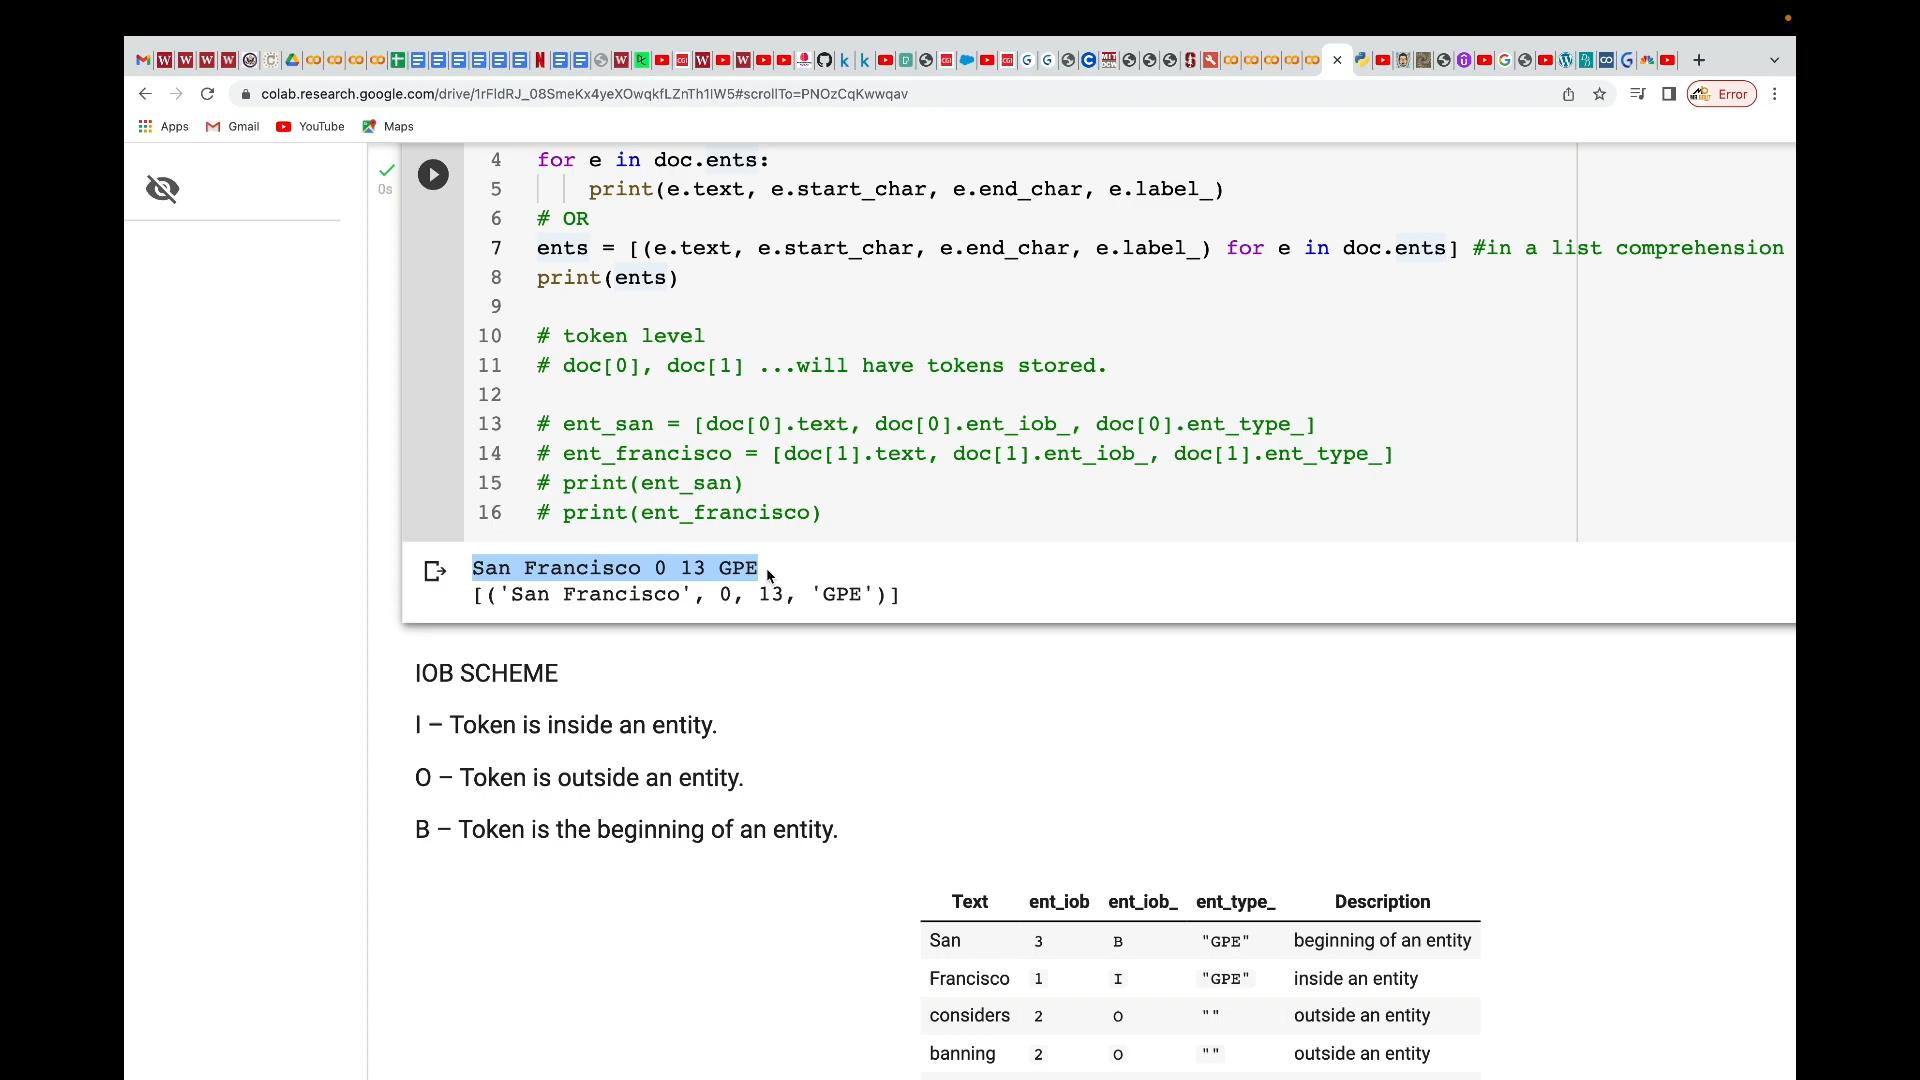 colab.research.google.com/drive/1rFldRJ_08SmeKx4yeXOwqkfLZnTh1lW5#scrollTo=PNOzCqKwwqav
Error
Apps
Gmail
YouTube
Maps
0s
4 for e in doc.ents:
5 print(e.text, e.start_char, e.end_char, e.label_)
6 # OR
7 ents = [(e.text, e.start_char, e.end_char, e.label_) for e in doc.ents] #in a list comprehension
8 print(ents)
9
10 # token level
11 # doc[0], doc[1] ...will have tokens stored.
12
13 # ent_san = [doc[0].text, doc[0].ent_iob_, doc[0].ent_type_]
14 # ent_francisco = [doc[1].text, doc[1].ent_iob_, doc[1].ent_type_]
15 # print(ent_san)
16 # print(ent_francisco)
San Francisco 0 13 GPE
[('San Francisco', 0, 13, 'GPE')]
IOB SCHEME
I – Token is inside an entity.
O – Token is outside an entity.
B – Token is the beginning of an entity.
Text ent_iob ent_iob_ ent_type_ Description
San 3 B "GPE" beginning of an entity
Francisco 1 I "GPE" inside an entity
considers 2 O "" outside an entity
banning 2 O "" outside an entity